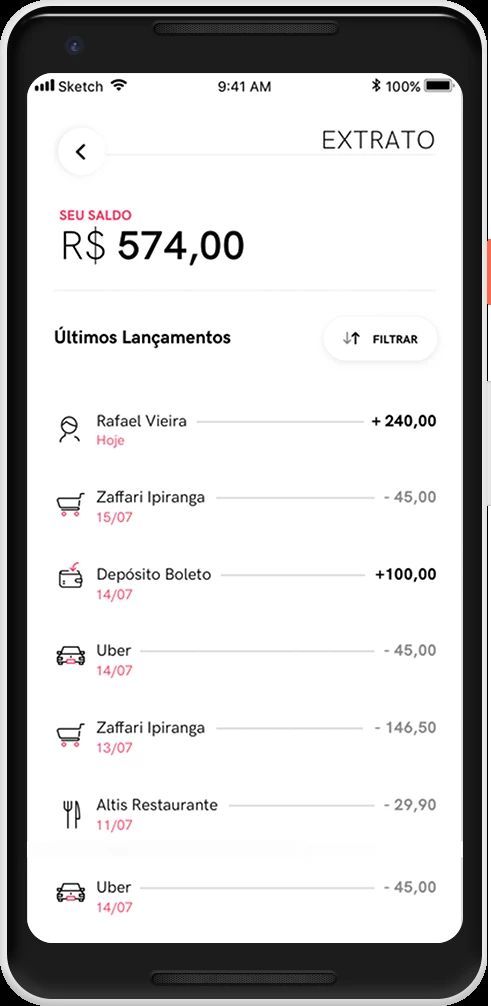 Sketch 9:41 AM 100%
EXTRATO
SEU SALDO
R$ 574,00
Últimos Lançamentos FILTRAR
Rafael Vieira + 240,00
Hoje
Zaffari Ipiranga - 45,00
15/07
Depósito Boleto +100,00
14/07
Uber - 45,00
14/07
Zaffari Ipiranga - 146,50
13/07
Altis Restaurante - 29,90
11/07
Uber - 45,00
14/07